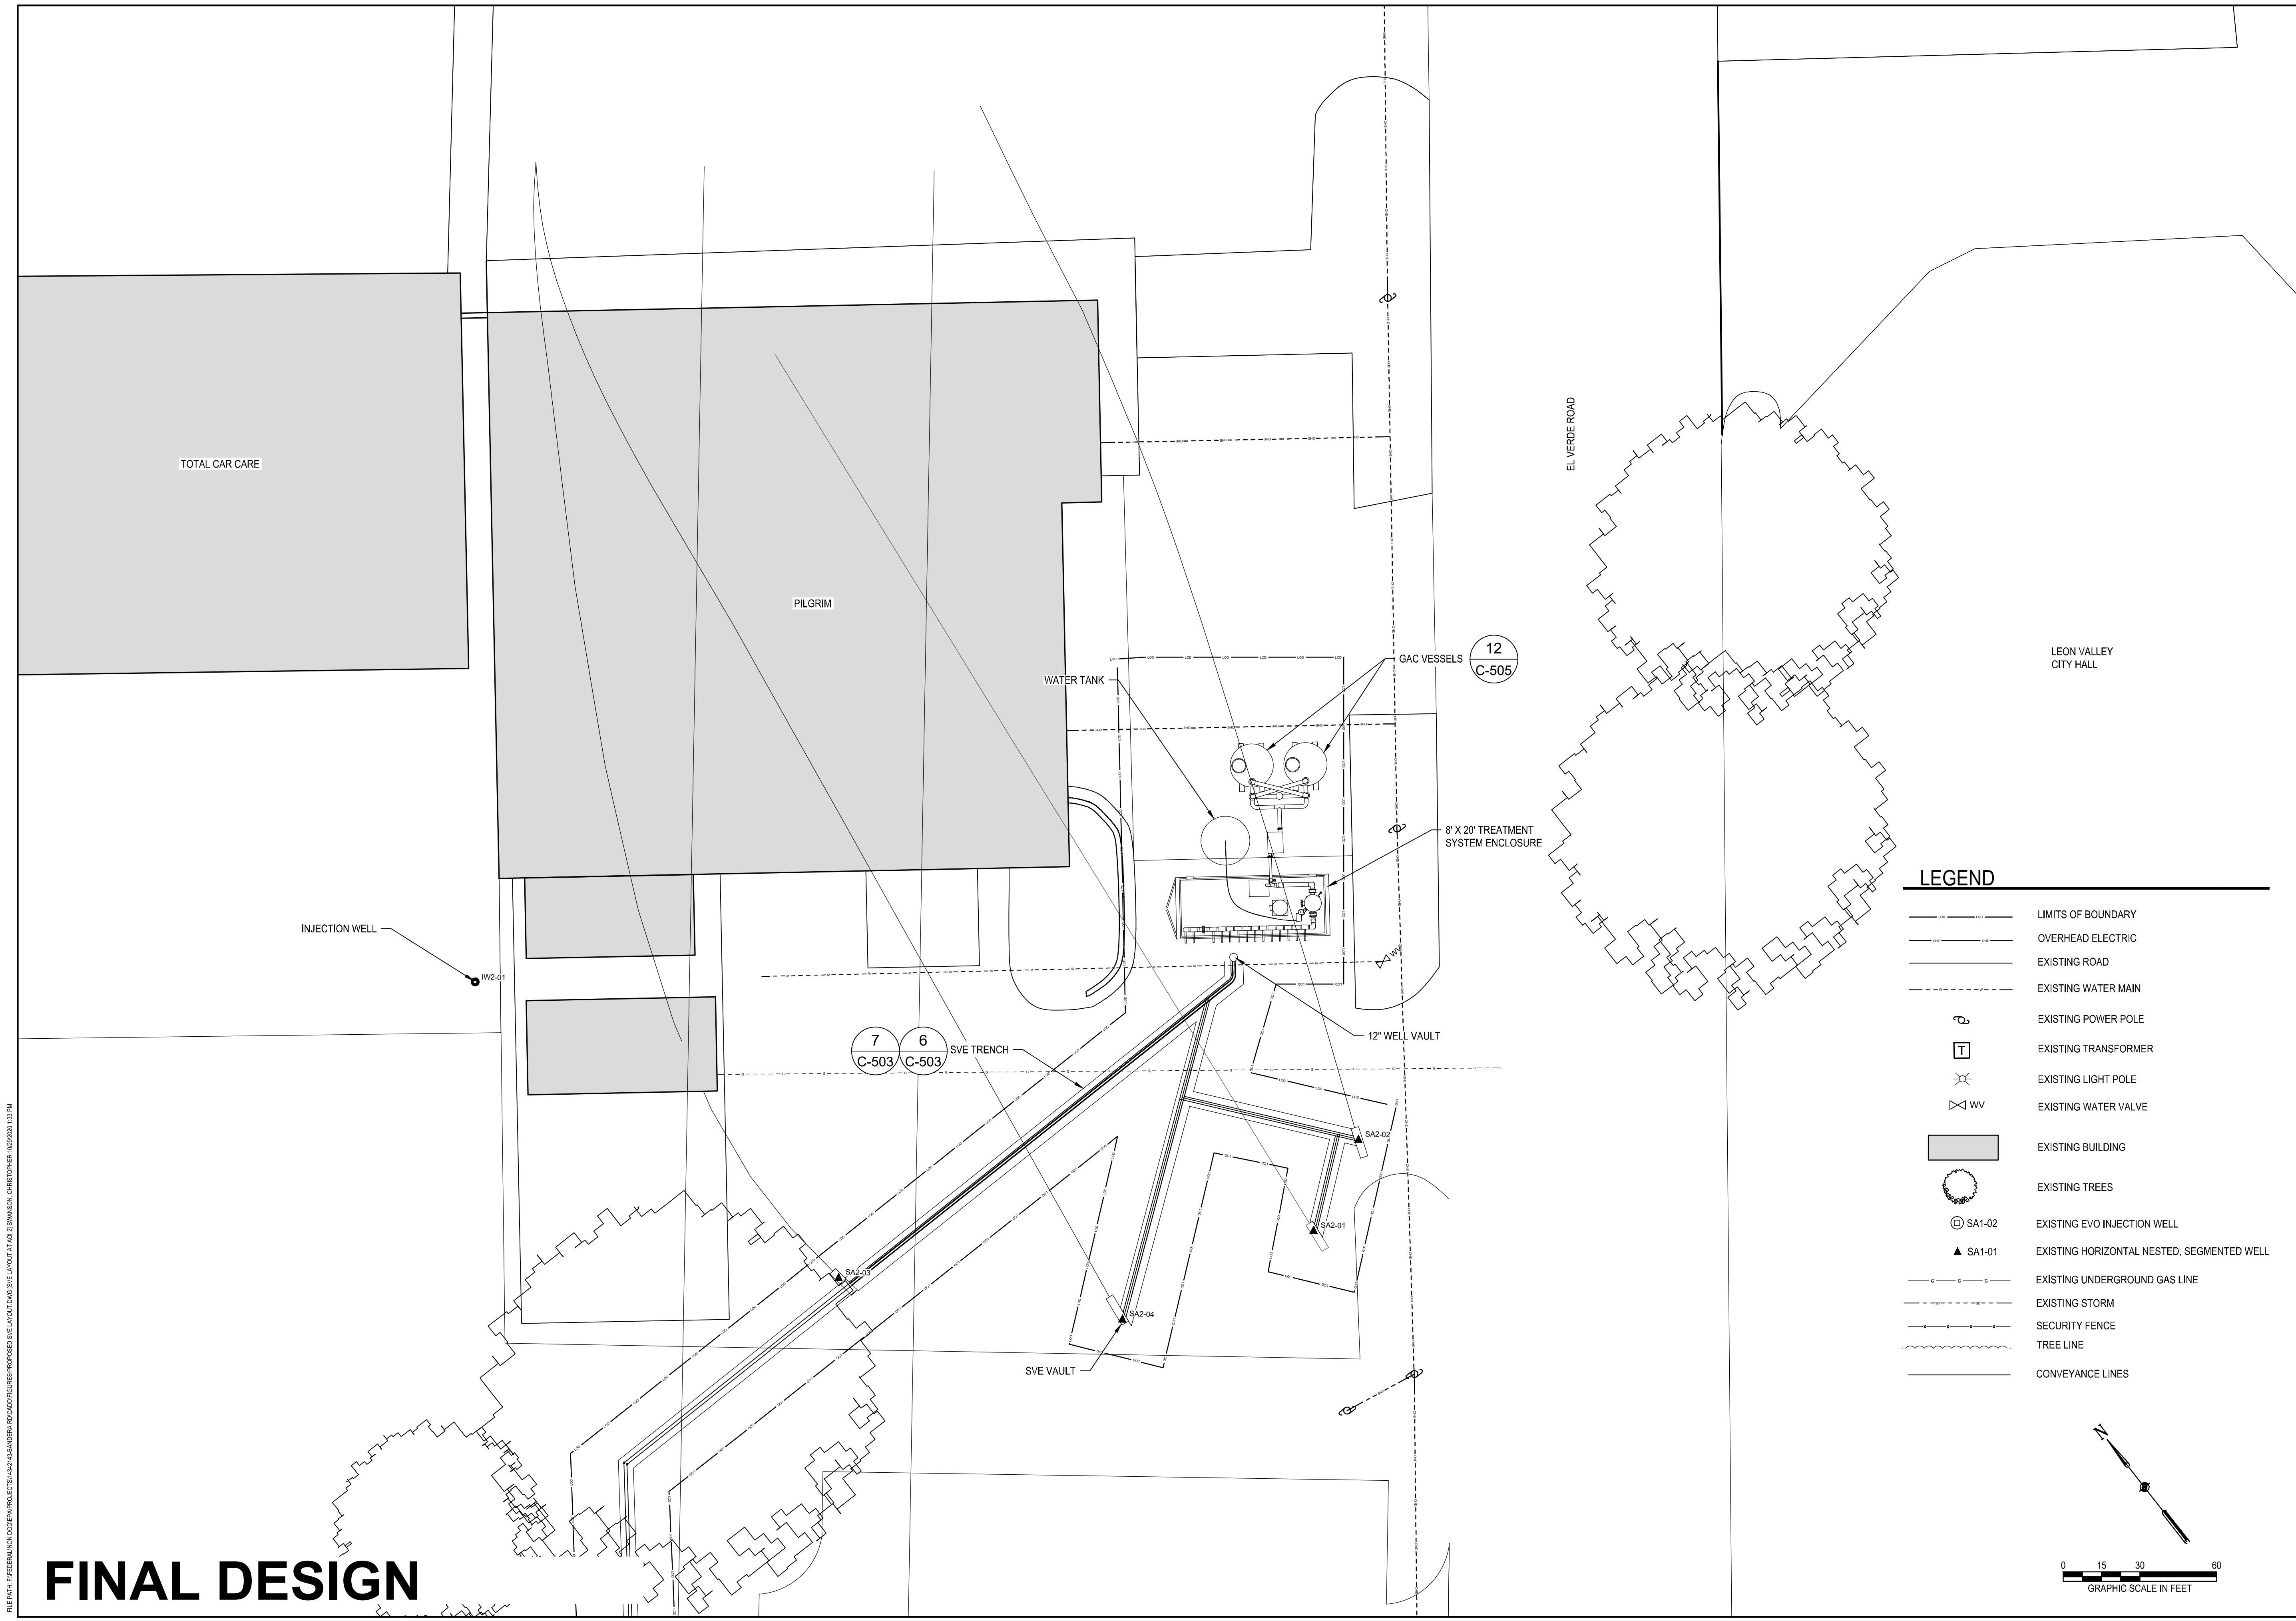 TOTAL CAR CARE
PILGRIM
EL VERDE ROAD
LEON VALLEY
CITY HALL
GAC VESSELS
12
C-505
WATER TANK
8' X 20' TREATMENT
SYSTEM ENCLOSURE
INJECTION WELL
IW2-01
WV
12" WELL VAULT
7
C-503
6
C-503
SVE TRENCH
SA2-02
SA2-01
SA2-03
SA2-04
SVE VAULT
LEGEND
LIMITS OF BOUNDARY
OVERHEAD ELECTRIC
EXISTING ROAD
EXISTING WATER MAIN
EXISTING POWER POLE
T EXISTING TRANSFORMER
EXISTING LIGHT POLE
WV EXISTING WATER VALVE
EXISTING BUILDING
EXISTING TREES
SA1-02 EXISTING EVO INJECTION WELL
SA1-01 EXISTING HORIZONTAL NESTED, SEGMENTED WELL
G G G EXISTING UNDERGROUND GAS LINE
EXISTING STORM
SECURITY FENCE
TREE LINE
CONVEYANCE LINES
N
0 15 30 60
GRAPHIC SCALE IN FEET
FINAL DESIGN